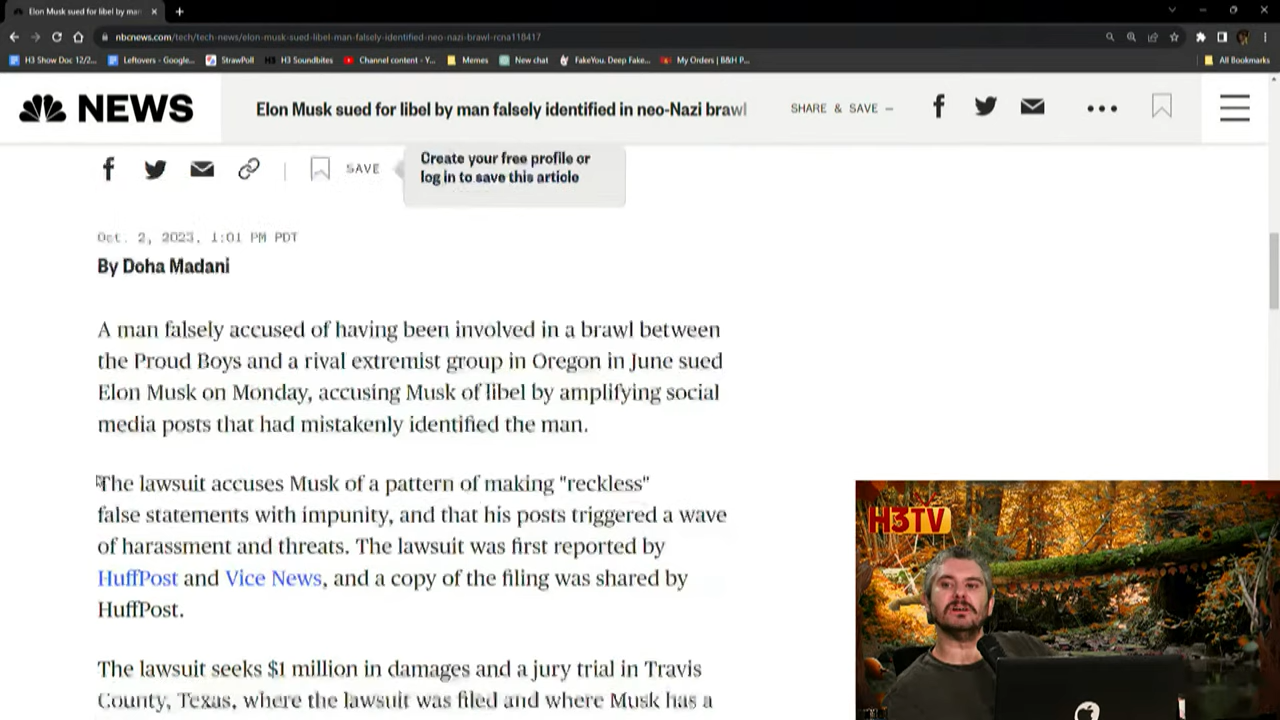 Elon Musk sued for libel by man
nbcnews.com/tech/tech-news/elon-musk-sued-libel-man-falsely-identified-neo-nazi-brawl-rcna118417
H3 Show Doc 12/2...
Leftovers - Google...
StrawPoll
H3 Soundbites
Channel content - Y...
Memes
New chat
FakeYou. Deep Fake...
My Orders | B&H P...
All Bookmarks
NEWS
Elon Musk sued for libel by man falsely identified in neo-Nazi brawl
SHARE & SAVE —
SAVE
Create your free profile or
log in to save this article
Oct. 2, 2023, 1:01 PM PDT
By Doha Madani
A man falsely accused of having been involved in a brawl between
the Proud Boys and a rival extremist group in Oregon in June sued
Elon Musk on Monday, accusing Musk of libel by amplifying social
media posts that had mistakenly identified the man.
The lawsuit accuses Musk of a pattern of making "reckless"
false statements with impunity, and that his posts triggered a wave
of harassment and threats. The lawsuit was first reported by
HuffPost and Vice News, and a copy of the filing was shared by
HuffPost.
The lawsuit seeks $1 million in damages and a jury trial in Travis
County, Texas, where the lawsuit was filed and where Musk has a
H3TV